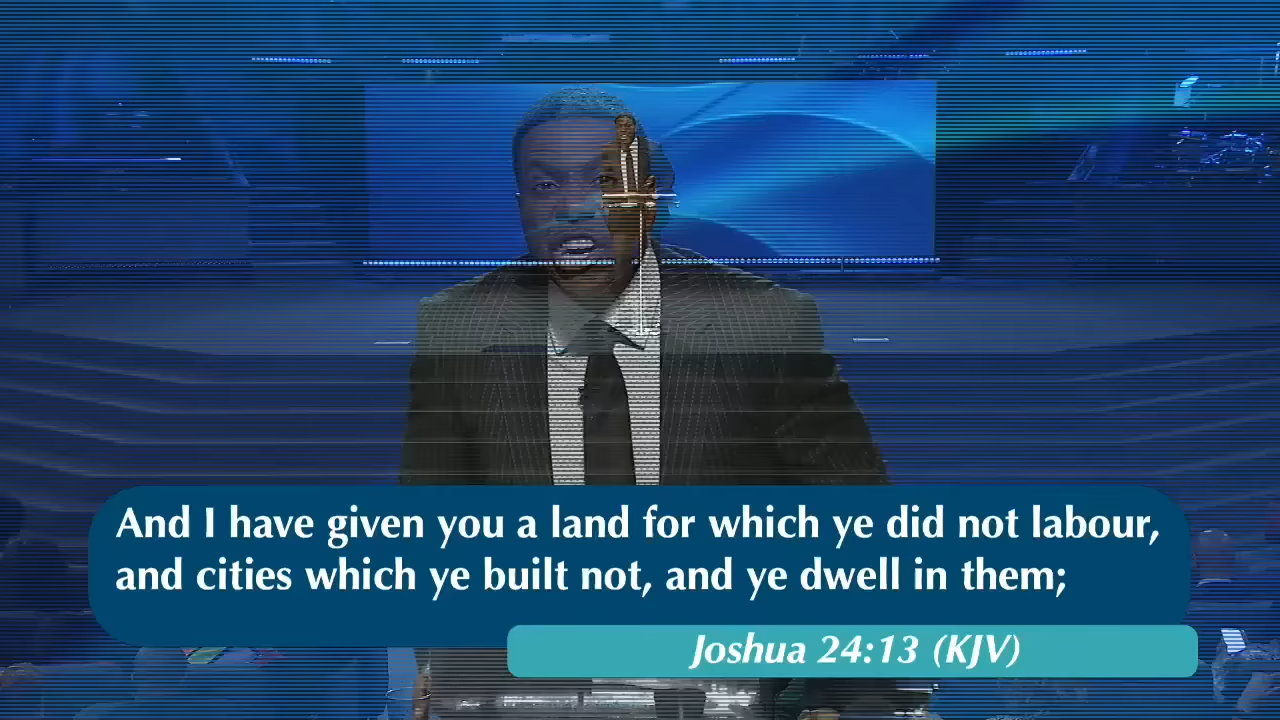 And I have given you a land for which ye did not labour,
and cities which ye built not, and ye dwell in them;
Joshua 24:13 (KJV)